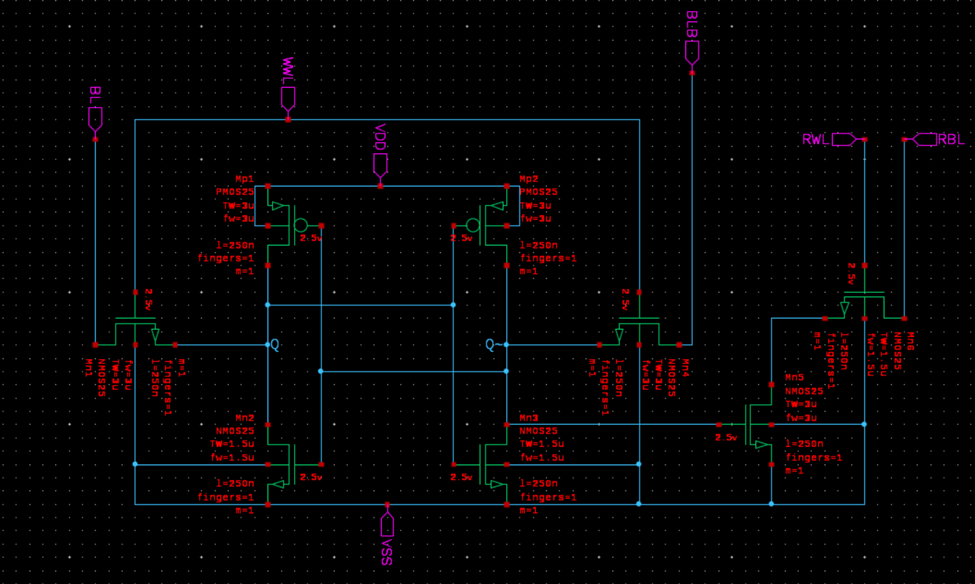 BLB
WWL
BL
VDD
RWL
RBL
Mp1
PMOS25
TW=3u
fw=3u
2.5v
l=250n
fingers=1
m=1
Mp2
PMOS25
TW=3u
fw=3u
2.5v
l=250n
fingers=1
m=1
2.5v
m=1
fingers=1
l=250n
TW=3u
fw=3u
NMOS25
Mn1
Q
Q~
2.5v
Mn4
NMOS25
TW=3u
fw=3u
l=250n
fingers=1
m=1
2.5v
Mn6
NMOS25
TW=1.5u
fw=1.5u
l=250n
fingers=1
m=1
Mn2
NMOS25
TW=1.5u
fw=1.5u
2.5v
l=250n
fingers=1
m=1
Mn3
NMOS25
TW=1.5u
fw=1.5u
2.5v
l=250n
fingers=1
m=1
Mn5
NMOS25
TW=3u
fw=3u
2.5v
l=250n
fingers=1
m=1
VSS